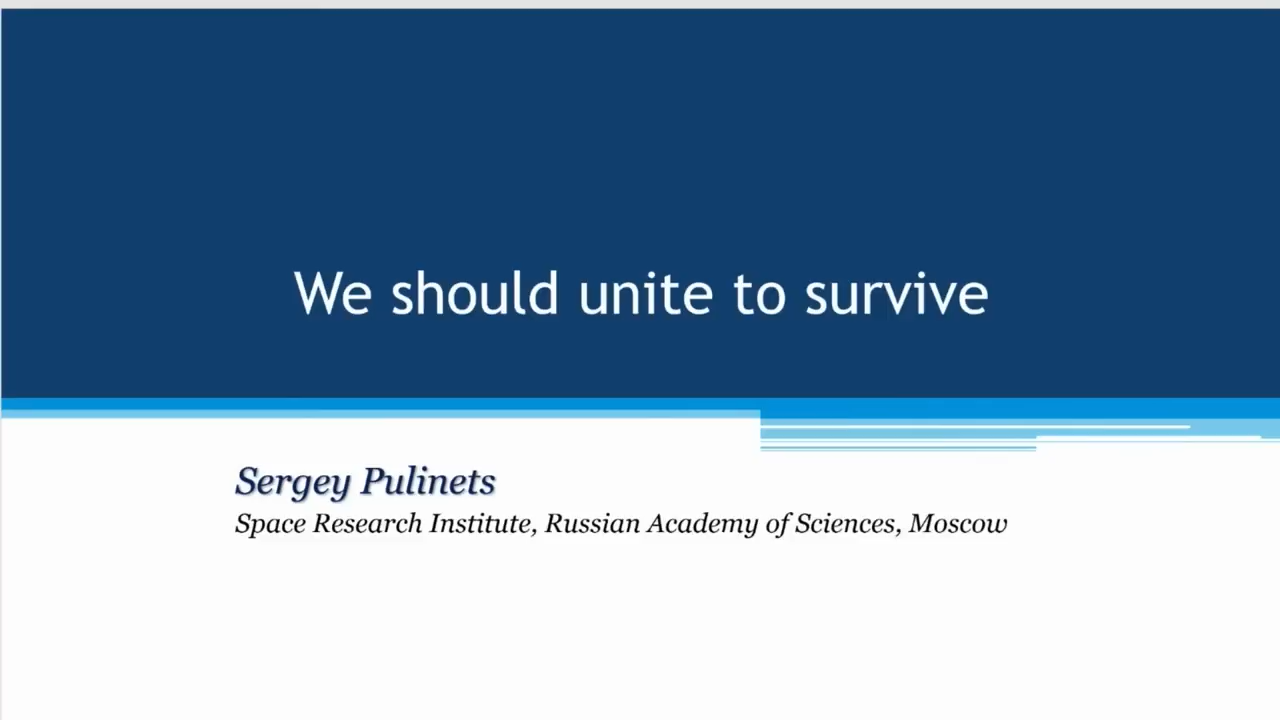 We should unite to survive
Sergey Pulinets
Space Research Institute, Russian Academy of Sciences, Moscow